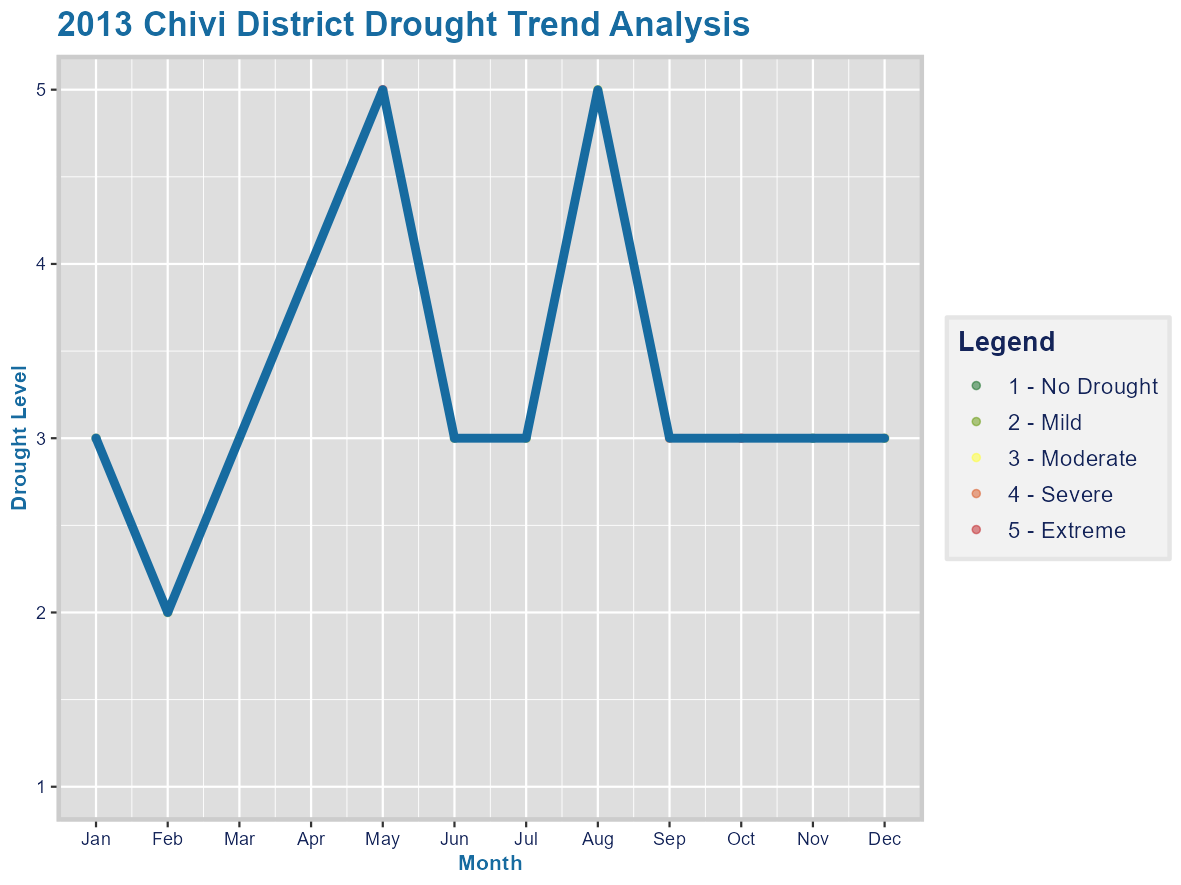 2013 Chivi District Drought Trend Analysis
Drought Level
5
4
3
2
1
Jan Feb Mar Apr May Jun Jul Aug Sep Oct Nov Dec
Month
Legend
1 - No Drought
2 - Mild
3 - Moderate
4 - Severe
5 - Extreme